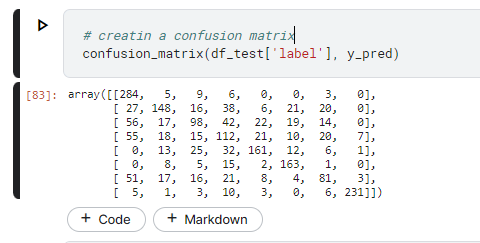 # creatin a confusion matrix
confusion_matrix(df_test['label'], y_pred)
[83]: array([[284, 5, 9, 6, 0, 0, 3, 0],
[ 27, 148, 16, 38, 6, 21, 20, 0],
[ 56, 17, 98, 42, 22, 19, 14, 0],
[ 55, 18, 15, 112, 21, 10, 20, 7],
[ 0, 13, 25, 32, 161, 12, 6, 1],
[ 0, 8, 5, 15, 2, 163, 1, 0],
[ 51, 17, 16, 21, 8, 4, 81, 3],
[ 5, 1, 3, 10, 3, 0, 6, 231]])
+ Code + Markdown